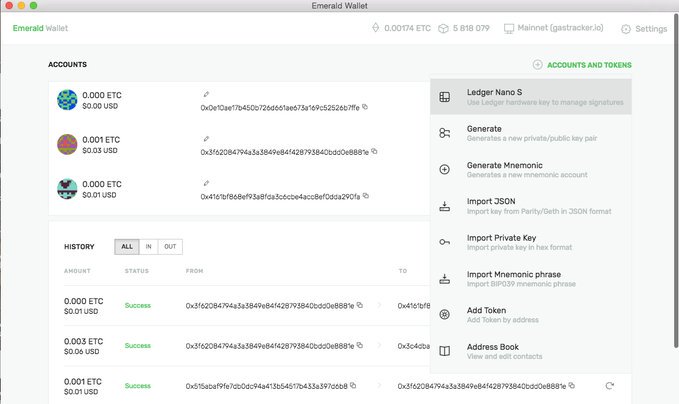 Emerald Wallet
Emerald Wallet
0.00174 ETC
5 818 079
Mainnet (gastracker.io)
Settings
ACCOUNTS
ACCOUNTS AND TOKENS
0.000 ETC
$0.00 USD
0x0e10ae17b450b726d661ae673a169c52526b7ffe
0.001 ETC
$0.03 USD
0x3f62084794a3a3849e84f428793840bdd0e8881e
0.000 ETC
$0.01 USD
0x4161bf868ef93a8fda3c6cbe4acc8ef0dda290fa
Ledger Nano S
Use Ledger hardware key to manage signatures
Generate
Generates a new private/public key pair
Generate Mnemonic
Generates a new mnemonic account
Import JSON
Import key from Parity/Geth in JSON format
Import Private Key
Import private key in hex format
Import Mnemonic phrase
Import BIP039 mnemonic phrase
Add Token
Add Token by address
Address Book
View and edit contacts
HISTORY
ALL
IN
OUT
AMOUNT
STATUS
FROM
TO
0.000 ETC
$0.01 USD
Success
0x3f62084794a3a3849e84f428793840bdd0e8881e
0x4161bf8
0.003 ETC
$0.06 USD
Success
0x3f62084794a3a3849e84f428793840bdd0e8881e
0x3c4dba
0.001 ETC
$0.01 USD
Success
0x515abaf9fe7db0dc94a413b54517b433a397d6b8
0x3f62084794a3a3849e84f428793840bdd0e8881e